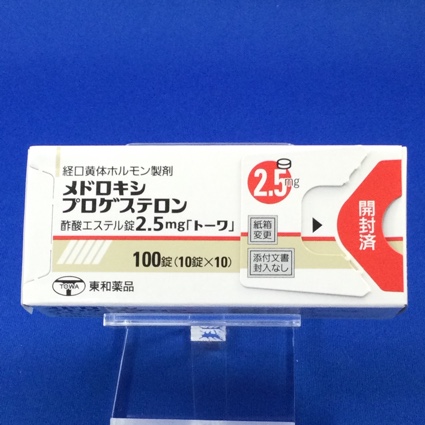 経口黄体ホルモン製剤
メドロキシ
プロゲステロン
酢酸エステル錠2.5mg「トーワ」
100錠(10錠×10)
TOWA 東和薬品
2.5mg
紙箱
変更
添付文書
封入なし
開封済